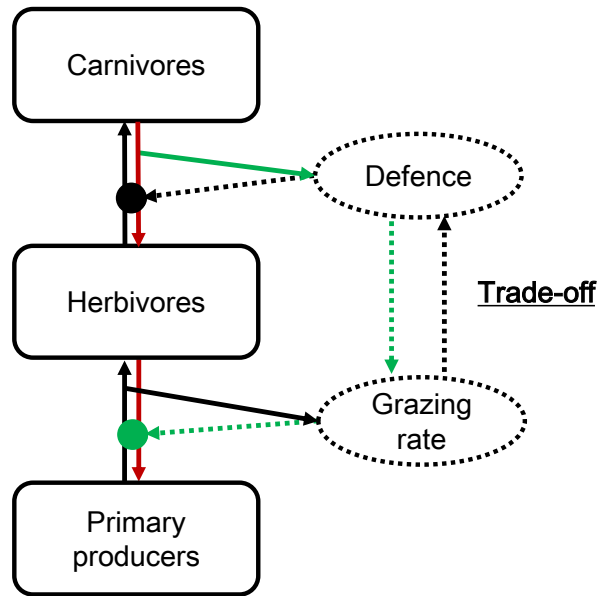 Carnivores
Defence
Herbivores
Trade-off
Grazing
rate
Primary
producers